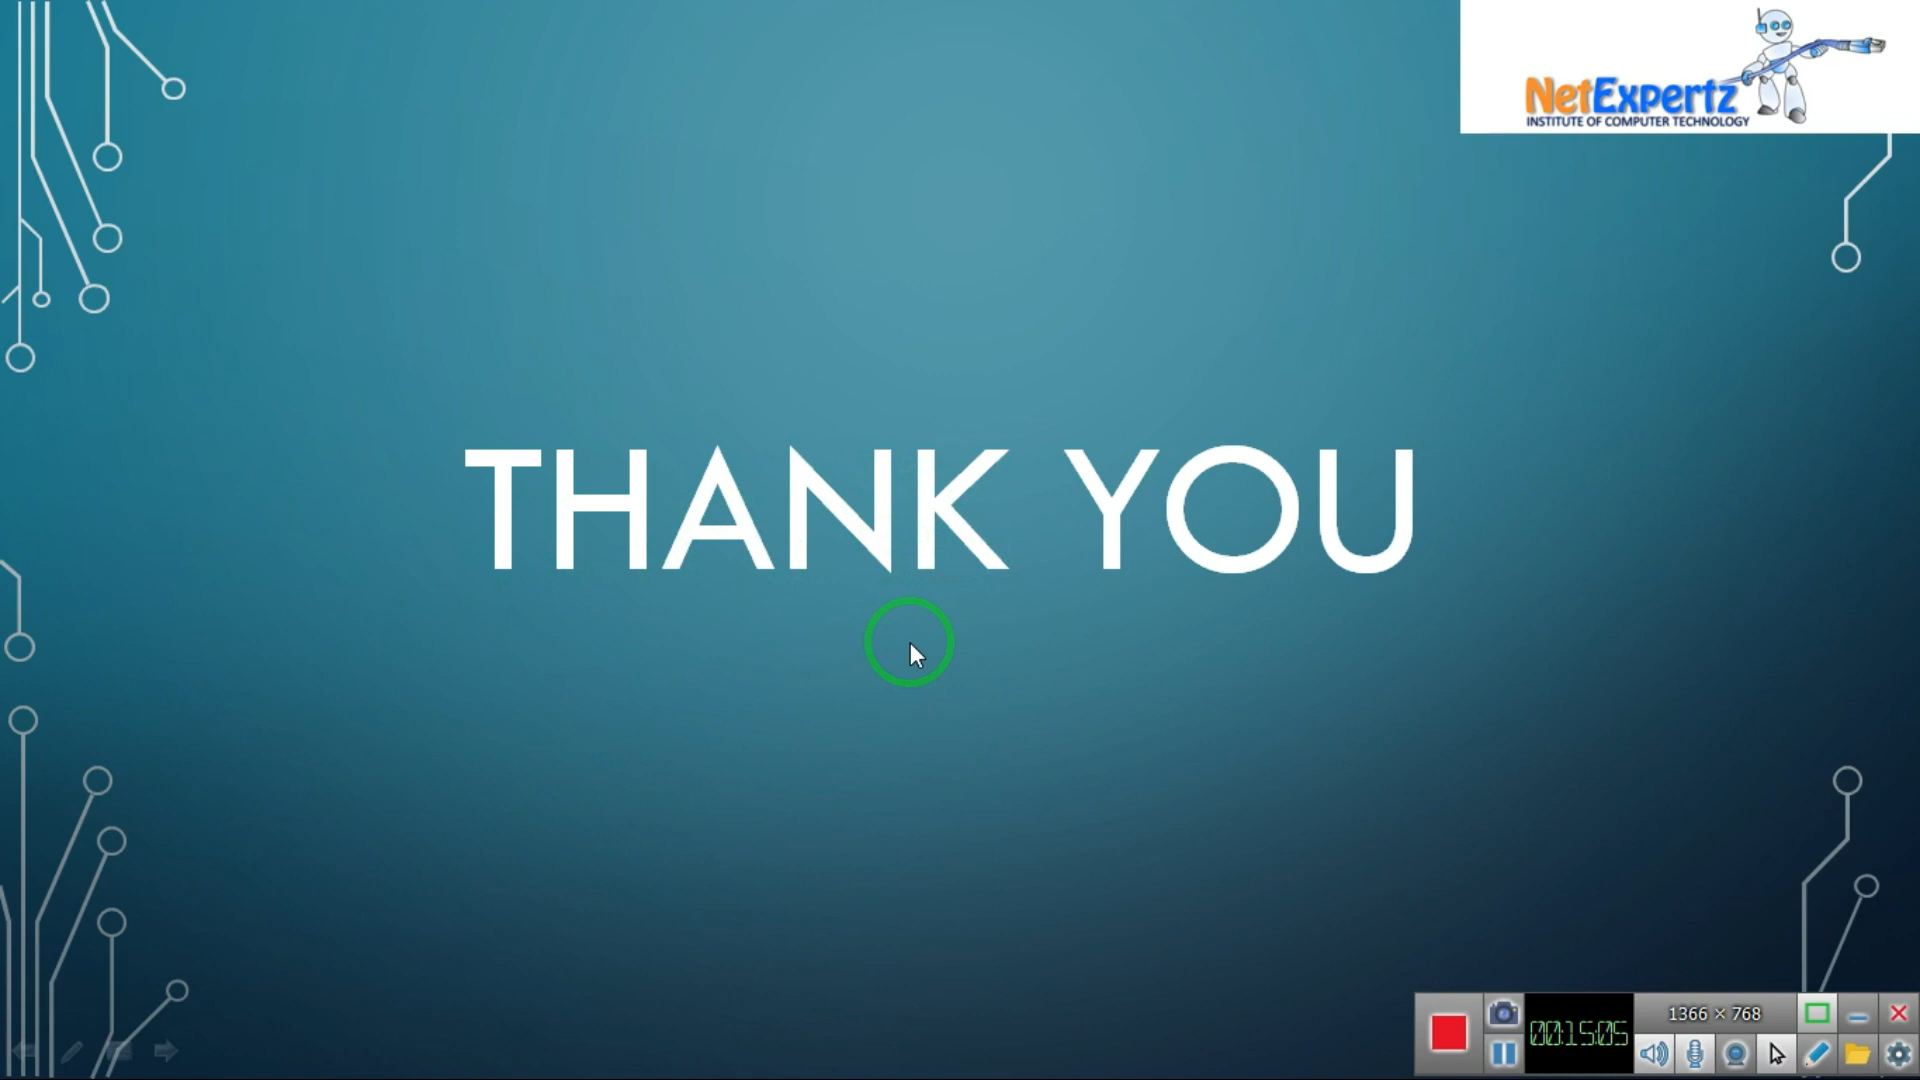 NetExpertz
INSTITUTE OF COMPUTER TECHNOLOGY
THANK YOU
1366 × 768
00:15:05